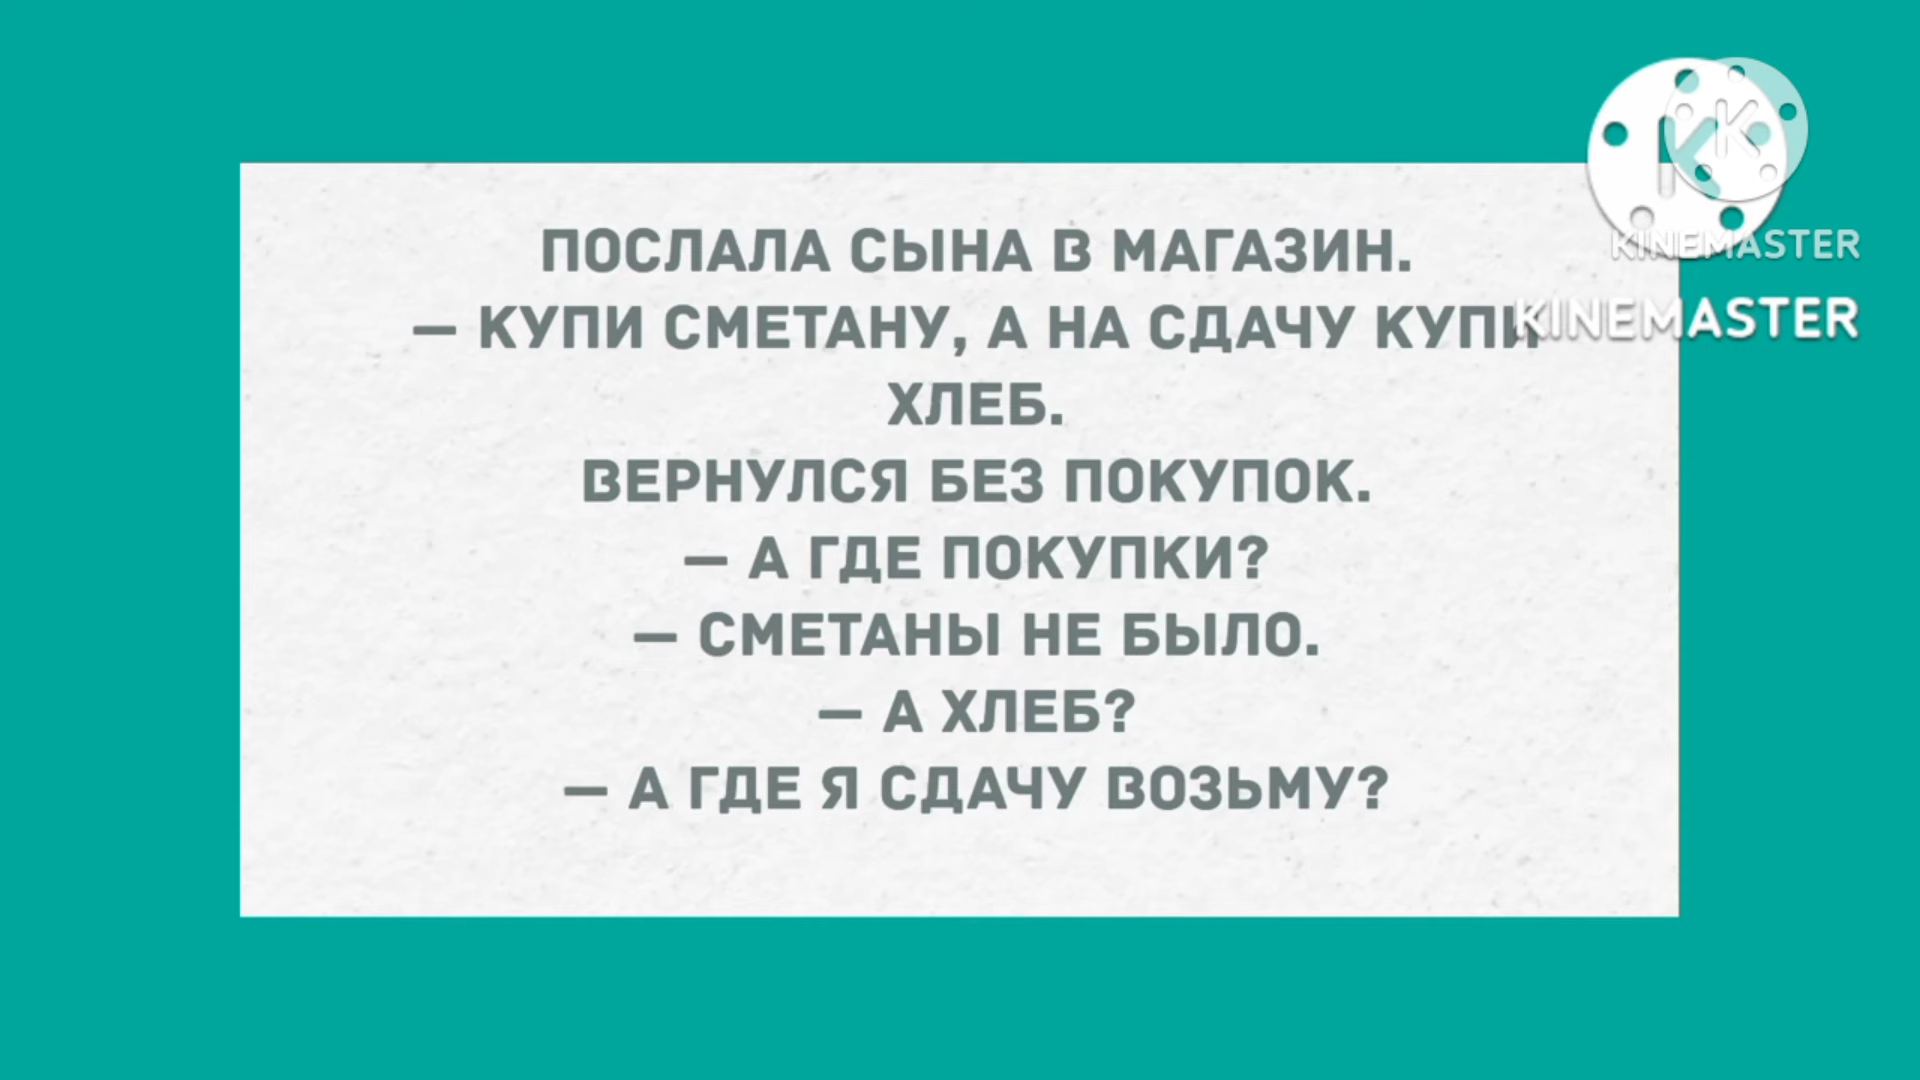 ПОСЛАЛА СЫНА В МАГАЗИН.
— КУПИ СМЕТАНУ, А НА СДАЧУ КУПИ
ХЛЕБ.
ВЕРНУЛСЯ БЕЗ ПОКУПОК.
— А ГДЕ ПОКУПКИ?
— СМЕТАНЫ НЕ БЫЛО.
— А ХЛЕБ?
— А ГДЕ Я СДАЧУ ВОЗЬМУ?
K
K
KINEMASTER
KINEMASTER